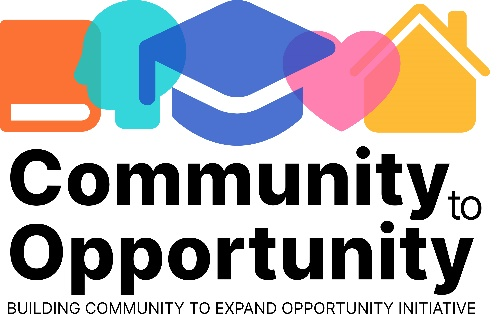 Community
to
Opportunity
BUILDING COMMUNITY TO EXPAND OPPORTUNITY INITIATIVE